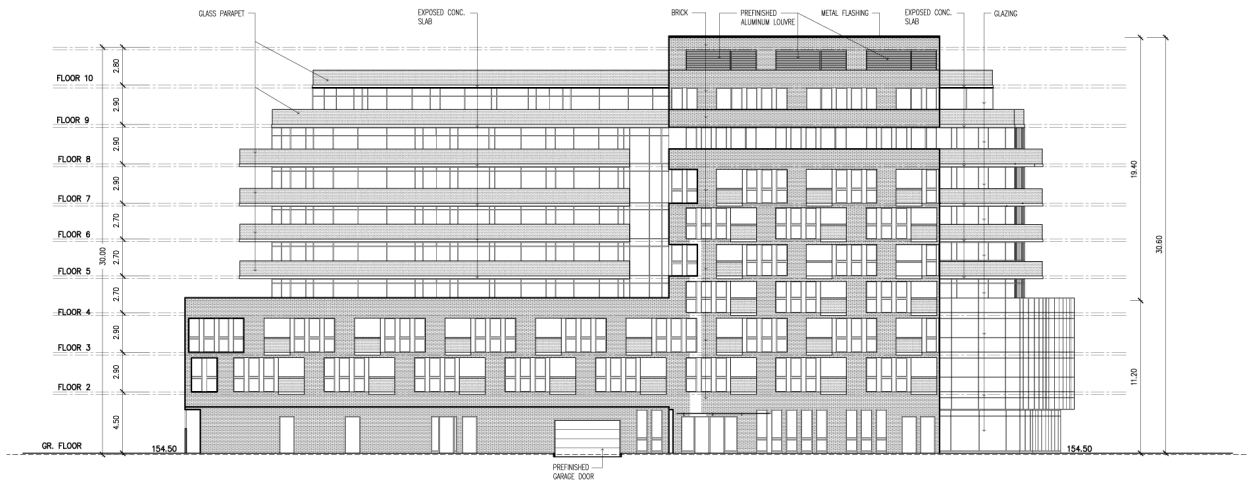 GLASS PARAPET
EXPOSED CONC.
SLAB
BRICK
PREFINISHED
ALUMINUM LOUVRE
METAL FLASHING
EXPOSED CONC.
SLAB
GLAZING
FLOOR 10
2.80
FLOOR 9
2.90
FLOOR 8
2.90
FLOOR 7
2.90
FLOOR 6
2.70
FLOOR 5
2.70
FLOOR 4
2.70
FLOOR 3
2.90
FLOOR 2
2.90
GR. FLOOR
4.50
30.00
154.50
19.40
30.60
11.20
154.50
PREFINISHED
GARAGE DOOR